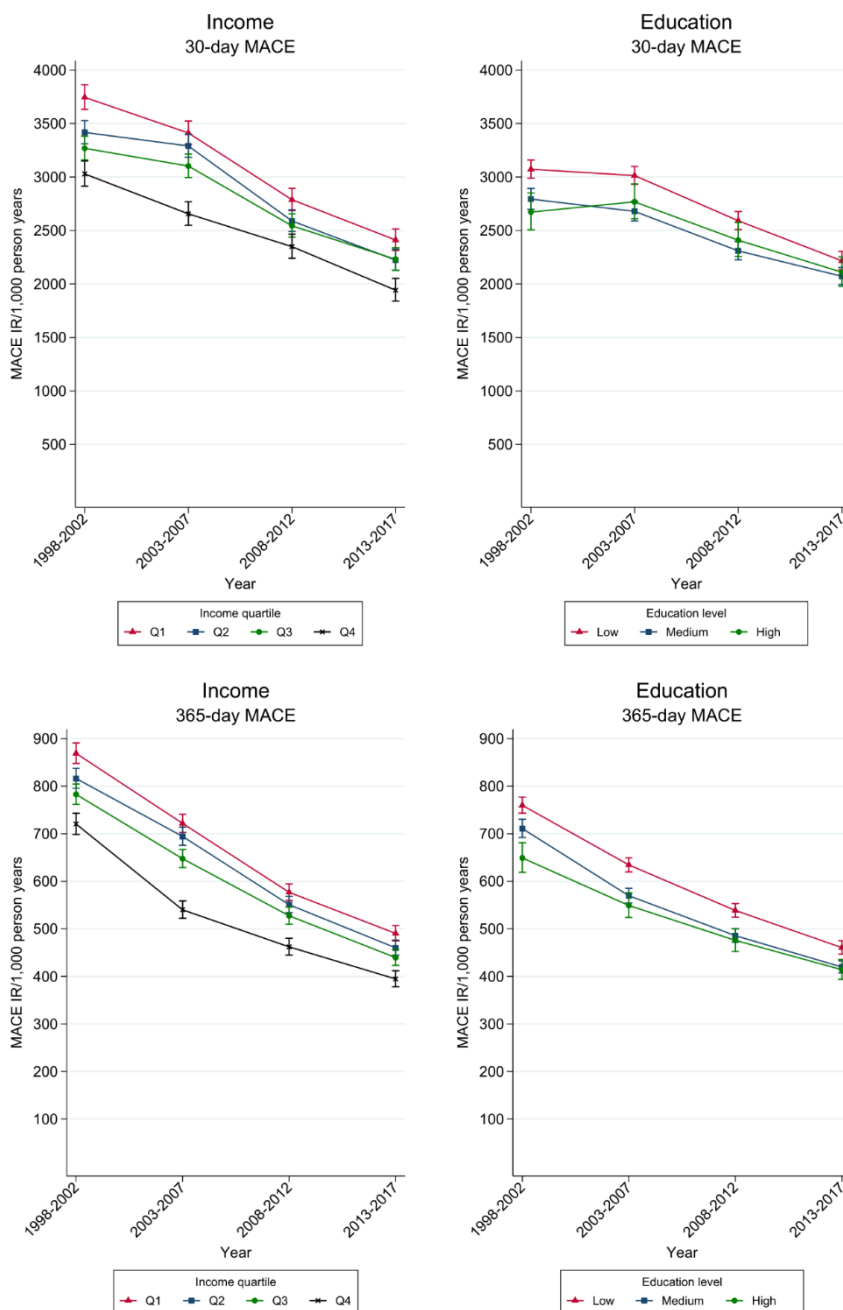 Income
30-day MACE
4000
3500
3000
2500
2000
1500
1000
500
MACE IR/1,000 person years
1998-2002
2003-2007
2008-2012
2013-2017
Year
Income quartile
Q1 Q2 Q3 Q4
Education
30-day MACE
4000
3500
3000
2500
2000
1500
1000
500
MACE IR/1,000 person years
1998-2002
2003-2007
2008-2012
2013-2017
Year
Education level
Low Medium High
Income
365-day MACE
900
800
700
600
500
400
300
200
100
MACE IR/1,000 person years
1998-2002
2003-2007
2008-2012
2013-2017
Year
Income quartile
Q1 Q2 Q3 Q4
Education
365-day MACE
900
800
700
600
500
400
300
200
100
MACE IR/1,000 person years
1998-2002
2003-2007
2008-2012
2013-2017
Year
Education level
Low Medium High